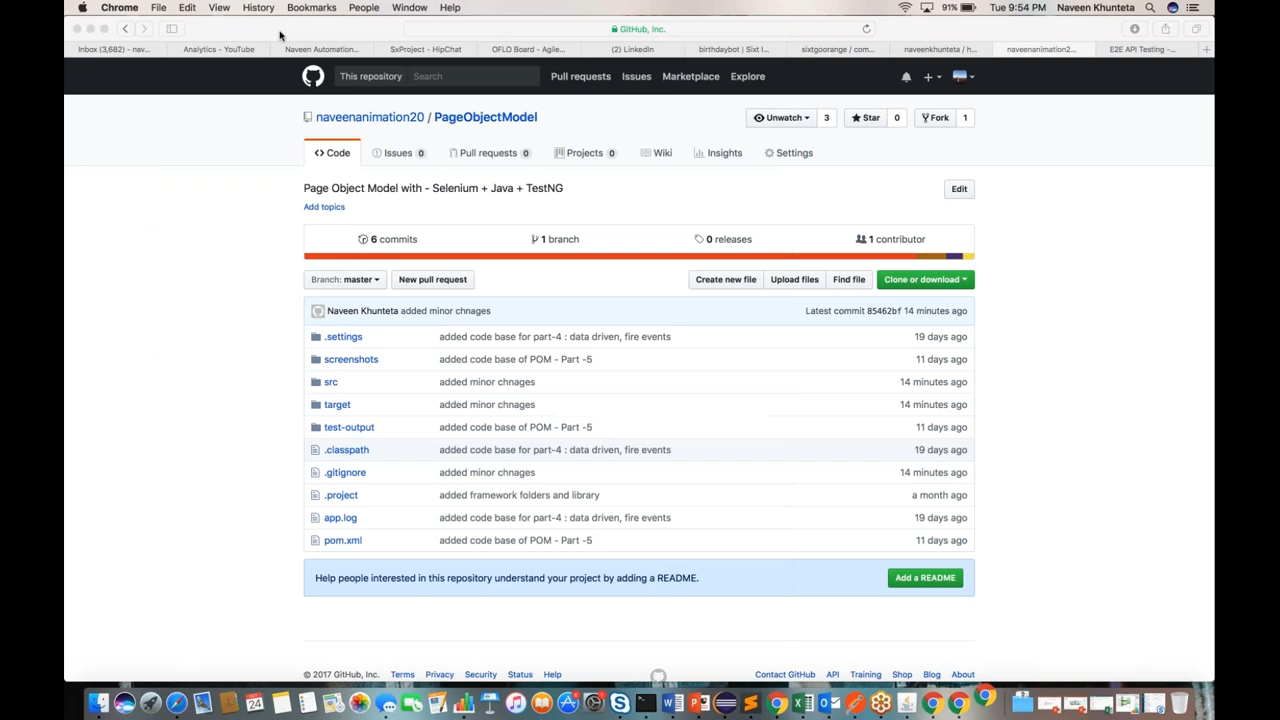 Chrome File Edit View History Bookmarks People Window Help 91% Tue 9:54 PM Naveen Khunteta
GitHub, Inc.
Inbox (3,682) - nav... Analytics - YouTube Naveen Automation... SxProject - HipChat OFLO Board - Agile... (2) LinkedIn birthdaybot | Sixt I... sixtgoorange / com... naveenkhunteta / h... naveenanimation2... E2E API Testing -...
This repository Search Pull requests Issues Marketplace Explore
naveenanimation20 / PageObjectModel Unwatch 3 Star 0 Fork 1
<> Code Issues 0 Pull requests 0 Projects 0 Wiki Insights Settings
Page Object Model with - Selenium + Java + TestNG Edit
Add topics
6 commits 1 branch 0 releases 1 contributor
Branch: master New pull request Create new file Upload files Find file Clone or download
Naveen Khunteta added minor chnages Latest commit 85462bf 14 minutes ago
.settings added code base for part-4 : data driven, fire events 19 days ago
screenshots added code base of POM - Part -5 11 days ago
src added minor chnages 14 minutes ago
target added minor chnages 14 minutes ago
test-output added code base of POM - Part -5 11 days ago
.classpath added code base for part-4 : data driven, fire events 19 days ago
.gitignore added minor chnages 14 minutes ago
.project added framework folders and library a month ago
app.log added code base for part-4 : data driven, fire events 19 days ago
pom.xml added code base of POM - Part -5 11 days ago
Help people interested in this repository understand your project by adding a README. Add a README
© 2017 GitHub, Inc. Terms Privacy Security Status Help Contact GitHub API Training Shop Blog About
24